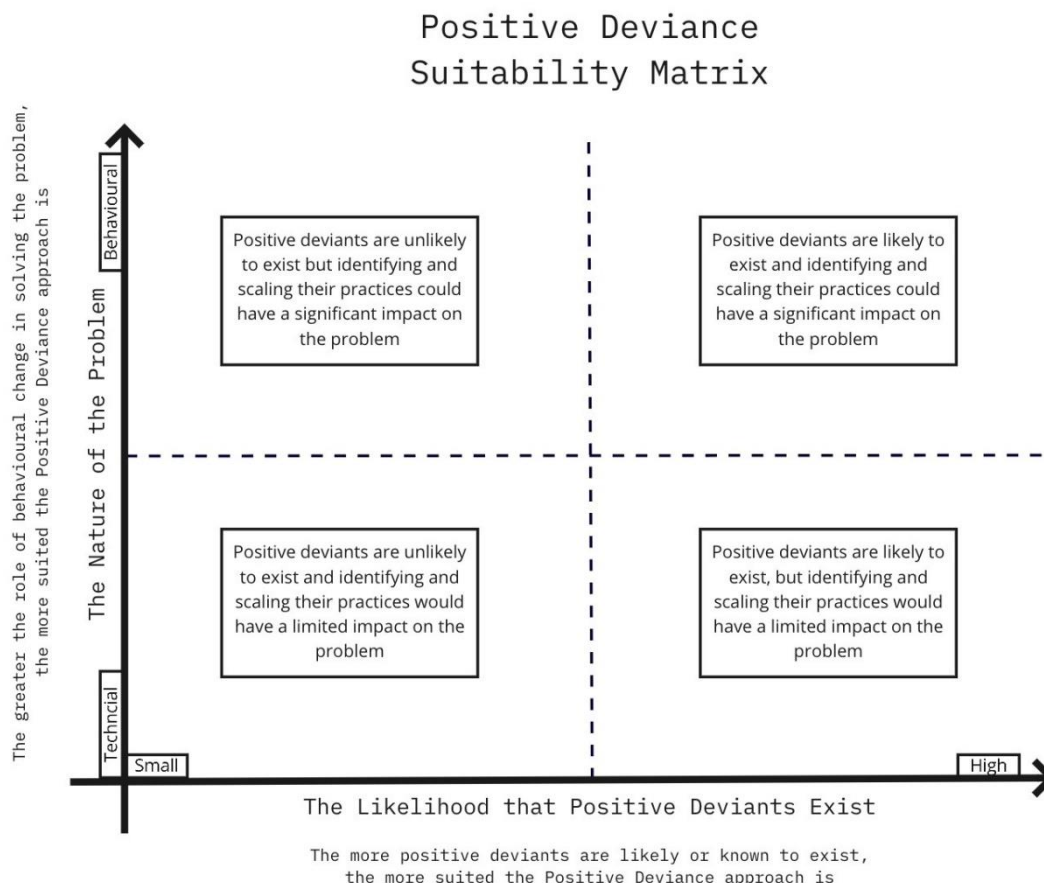 Positive Deviance
Suitability Matrix
The greater the role of behavioural change in solving the problem,
the more suited the Positive Deviance approach is
The Nature of the Problem
Behavioural
Techncial
Positive deviants are unlikely
to exist but identifying and
scaling their practices could
have a significant impact on
the problem
Positive deviants are likely to
exist and identifying and
scaling their practices could
have a significant impact on
the problem
Positive deviants are unlikely
to exist and identifying and
scaling their practices would
have a limited impact on the
problem
Positive deviants are likely to
exist, but identifying and
scaling their practices would
have a limited impact on the
problem
Small
High
The Likelihood that Positive Deviants Exist
The more positive deviants are likely or known to exist,
the more suited the Positive Deviance approach is